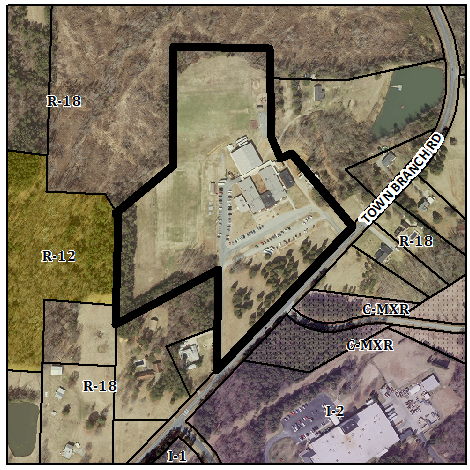 R-18
TOWN BRANCH RD
R-12
R-18
C-MXR
C-MXR
R-18
I-2
I-1